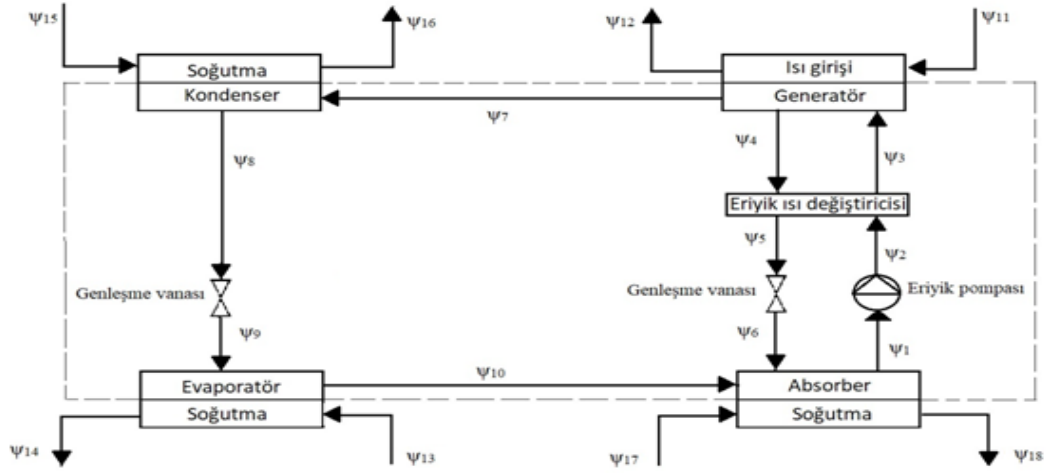 Ψ15
Ψ16
Ψ12
Ψ11
Soğutma
Kondenser
Isı girişi
Generatör
Ψ7
Ψ8
Ψ4
Ψ3
Eriyik ısı değiştiricisi
Ψ5
Ψ2
Genleşme vanası
Genleşme vanası
Eriyik pompası
Ψ9
Ψ6
Ψ1
Ψ10
Evaporatör
Soğutma
Absorber
Soğutma
Ψ14
Ψ13
Ψ17
Ψ18